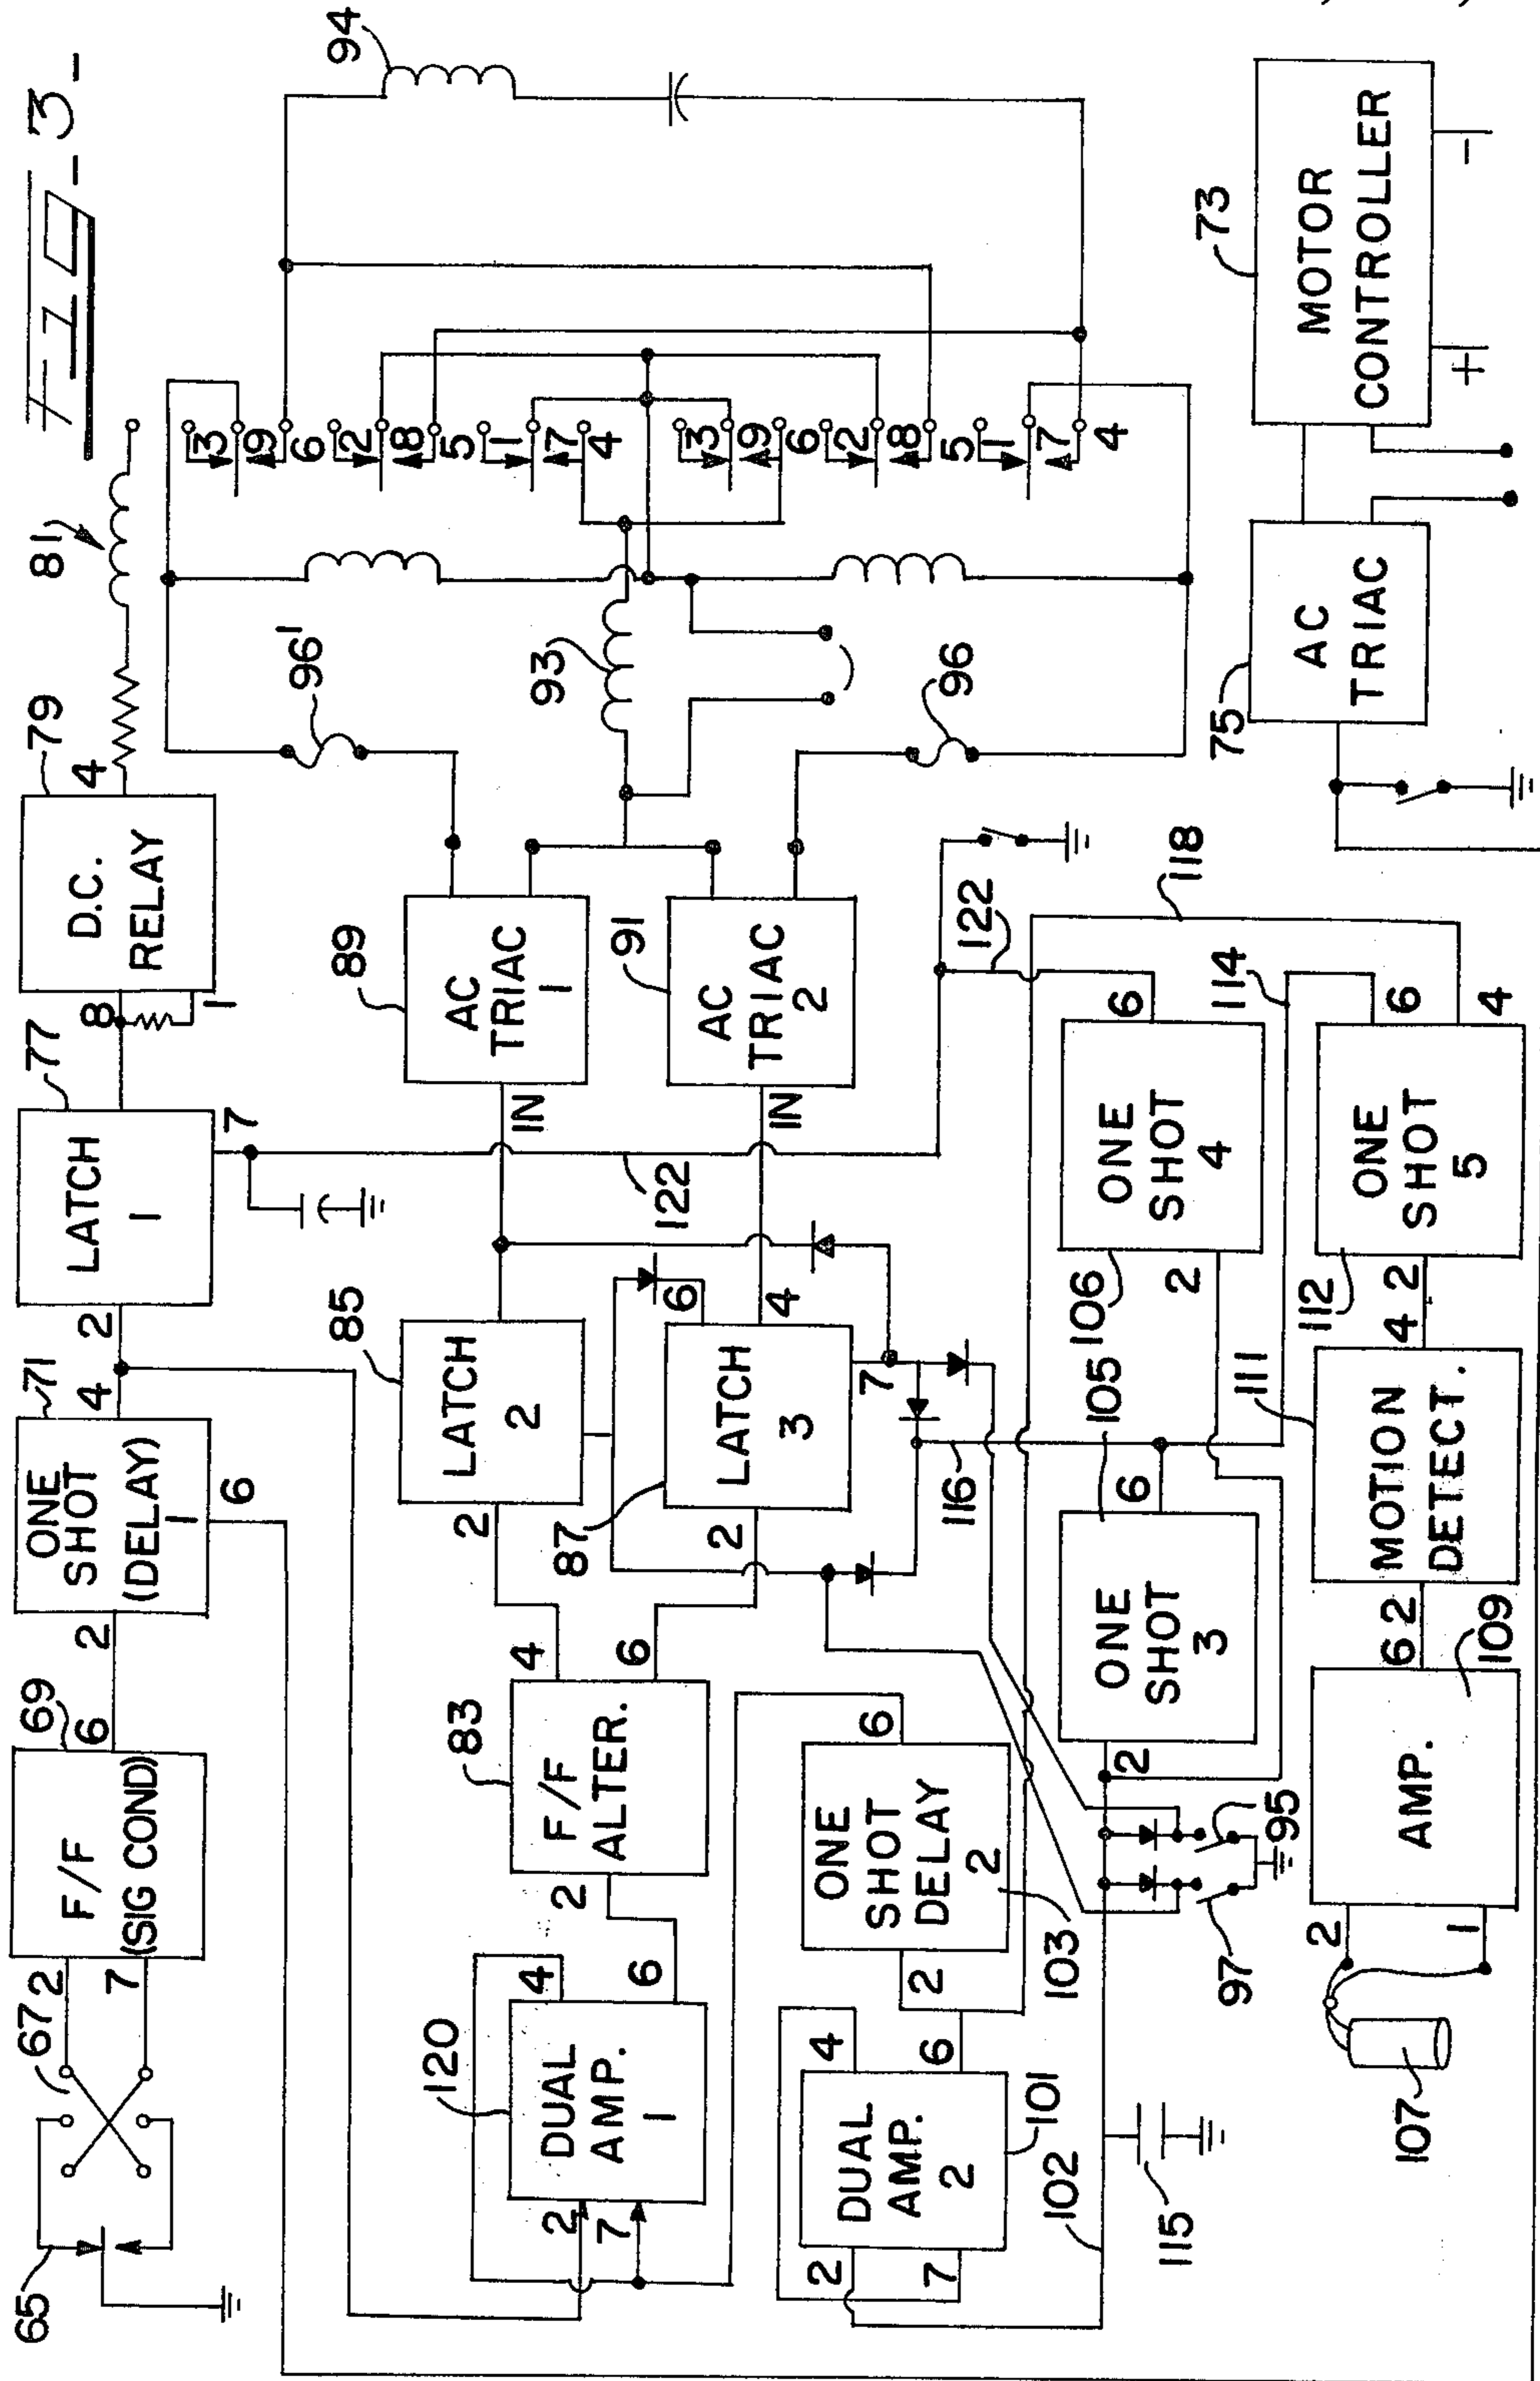 FIG-3-
65
67
2
7
F/F
(SIG COND)
69
6
2
ONE
SHOT
(DELAY)
1
71
4
6
2
LATCH
1
77
7
8
1
D.C.
RELAY
79
4
81
94
120
2
7
DUAL
AMP.
1
4
6
2
F/F
ALTER.
83
4
6
2
LATCH
2
85
2
LATCH
3
87
6
4
7
IN
AC
TRIAC
1
89
IN
AC
TRIAC
2
91
96'
93
96
3
9
6
2
8
5
1
7
4
3
9
6
2
8
5
1
7
4
122
122
2
7
DUAL
AMP.
2
101
4
6
2
ONE
SHOT
DELAY
2
103
6
102
115
97
95
116
2
ONE
SHOT
3
105
6
106
2
ONE
SHOT
4
6
114
118
107
2
1
AMP.
109
6
2
MOTION
DETECT.
111
4
2
ONE
SHOT
5
112
6
4
75
AC
TRIAC
73
MOTOR
CONTROLLER
+
-